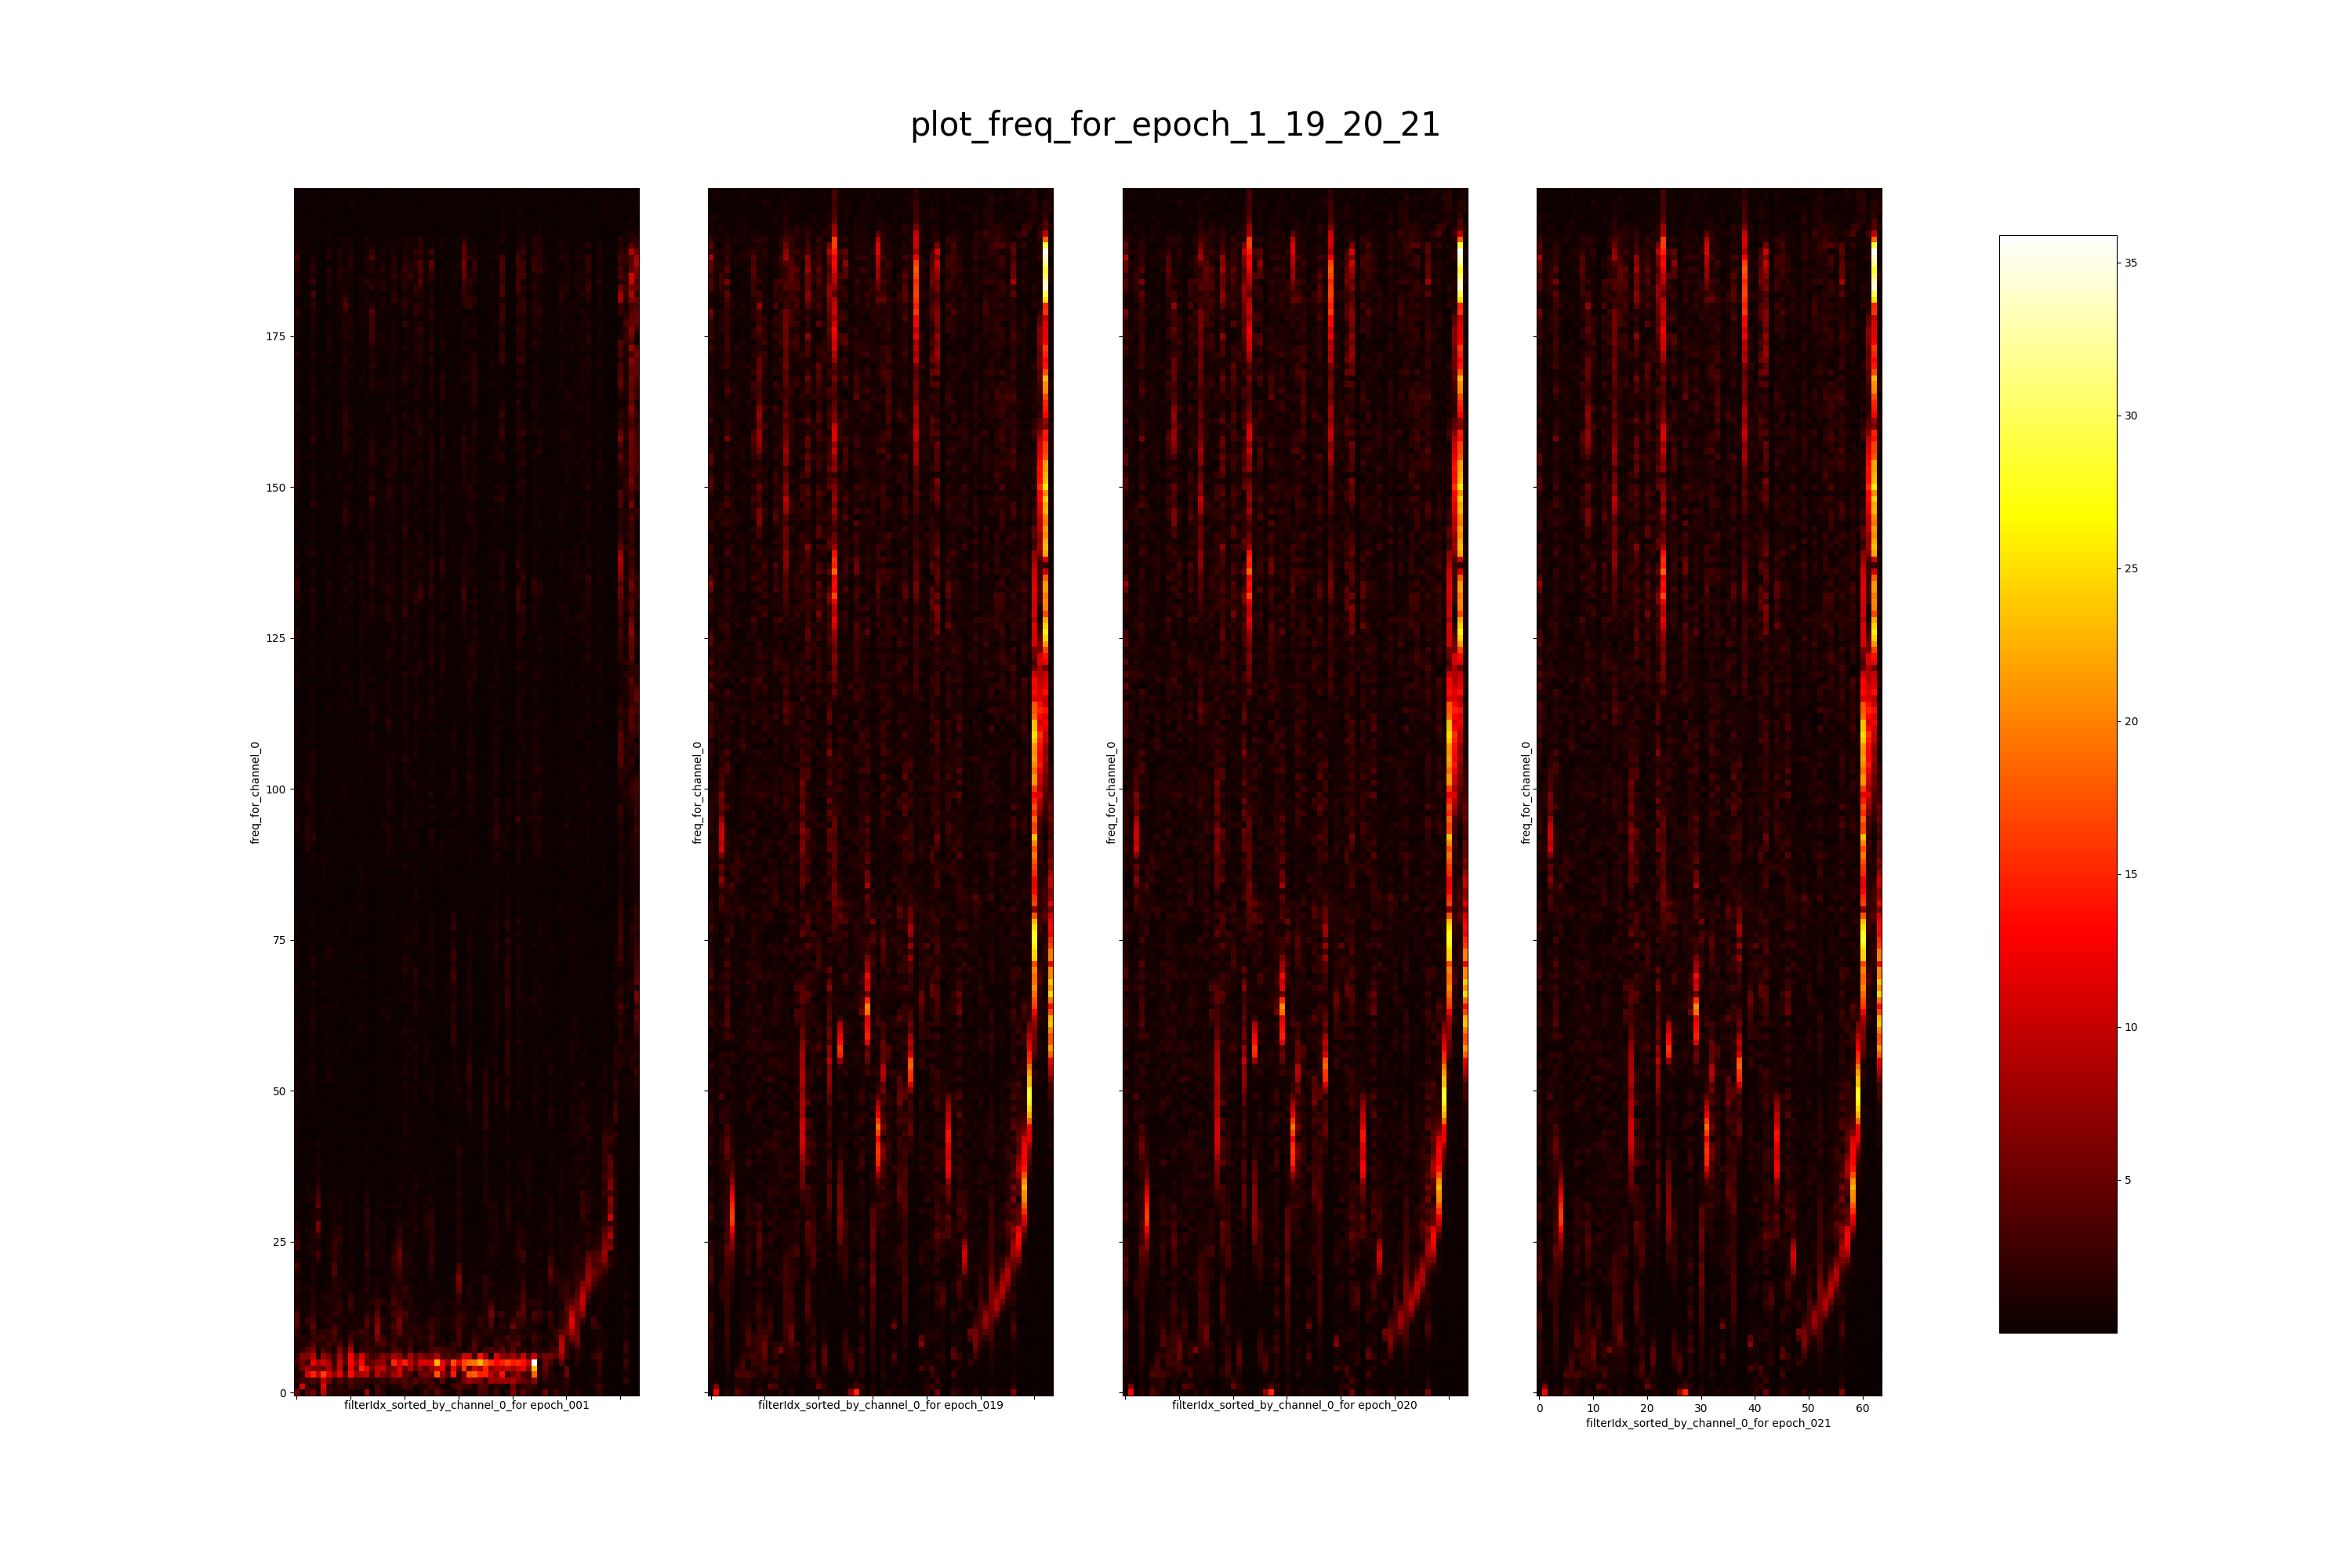 plot_freq_for_epoch_1_19_20_21
freq_for_channel_0
175
150
125
100
75
50
25
0
filterIdx_sorted_by_channel_0_for epoch_001
freq_for_channel_0
filterIdx_sorted_by_channel_0_for epoch_019
freq_for_channel_0
filterIdx_sorted_by_channel_0_for epoch_020
freq_for_channel_0
0 10 20 30 40 50 60
filterIdx_sorted_by_channel_0_for epoch_021
35
30
25
20
15
10
5